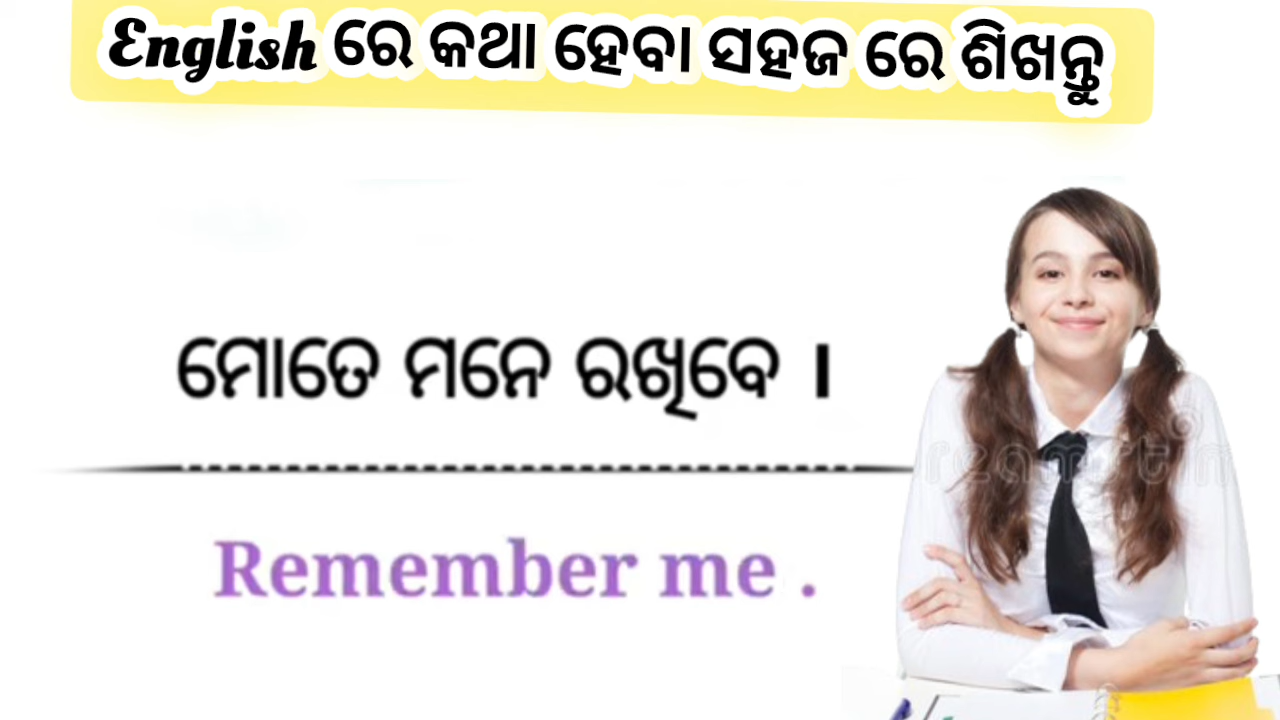 English ରେ କଥା ହେବା ସହଜ ରେ ଶିଖନ୍ତୁ
ମୋତେ ମନେ ରଖିବେ ।
Remember me .